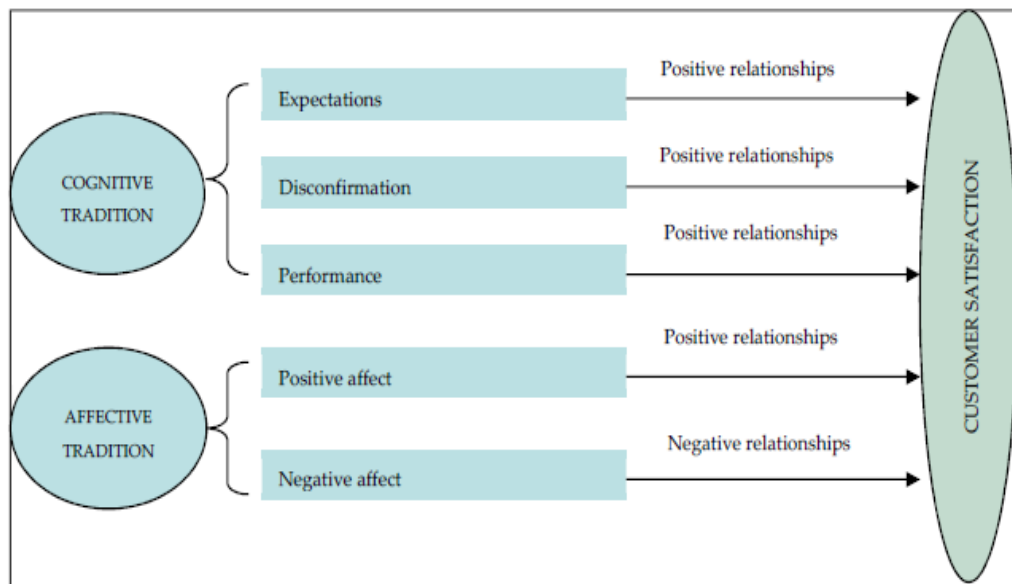 Positive relationships
Expectations
Positive relationships
COGNITIVE
TRADITION
Disconfirmation
Positive relationships
Performance
Positive relationships
Positive affect
AFFECTIVE
TRADITION
Negative relationships
Negative affect
CUSTOMER SATISFACTION